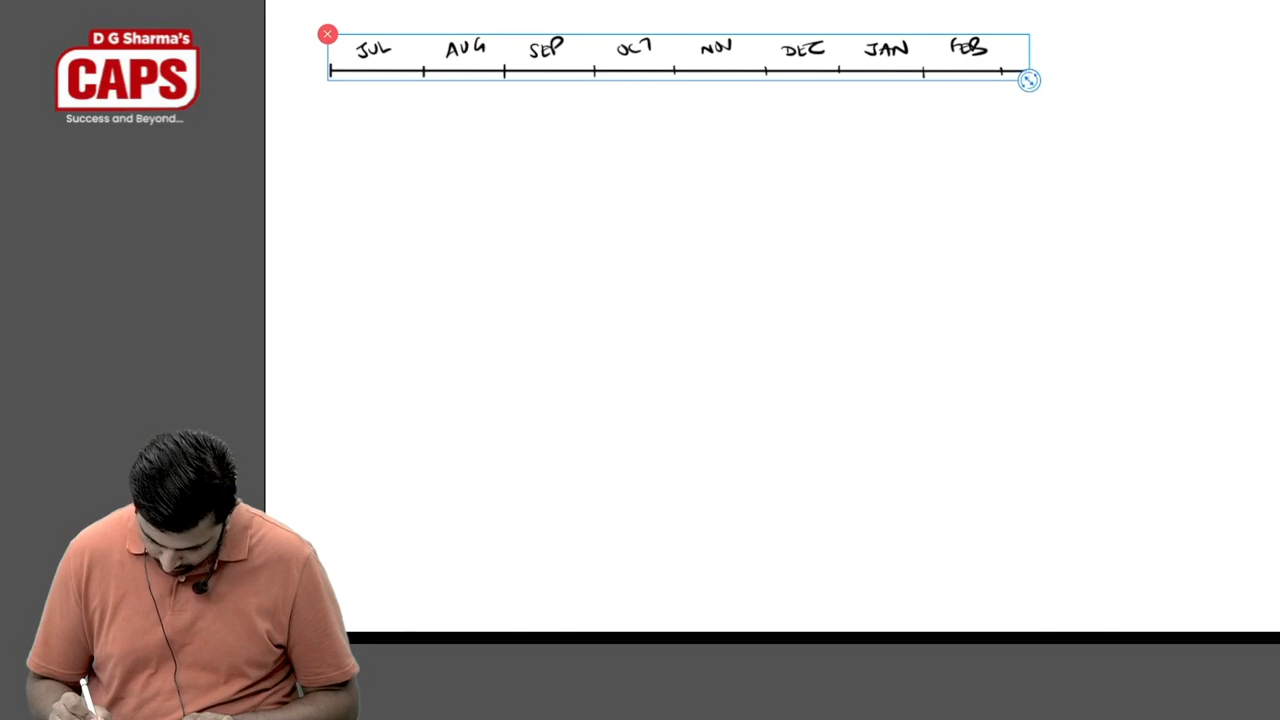 D G Sharma's
CAPS
Success and Beyond...
JUL AUG SEP OCT NOV DEC JAN FEB